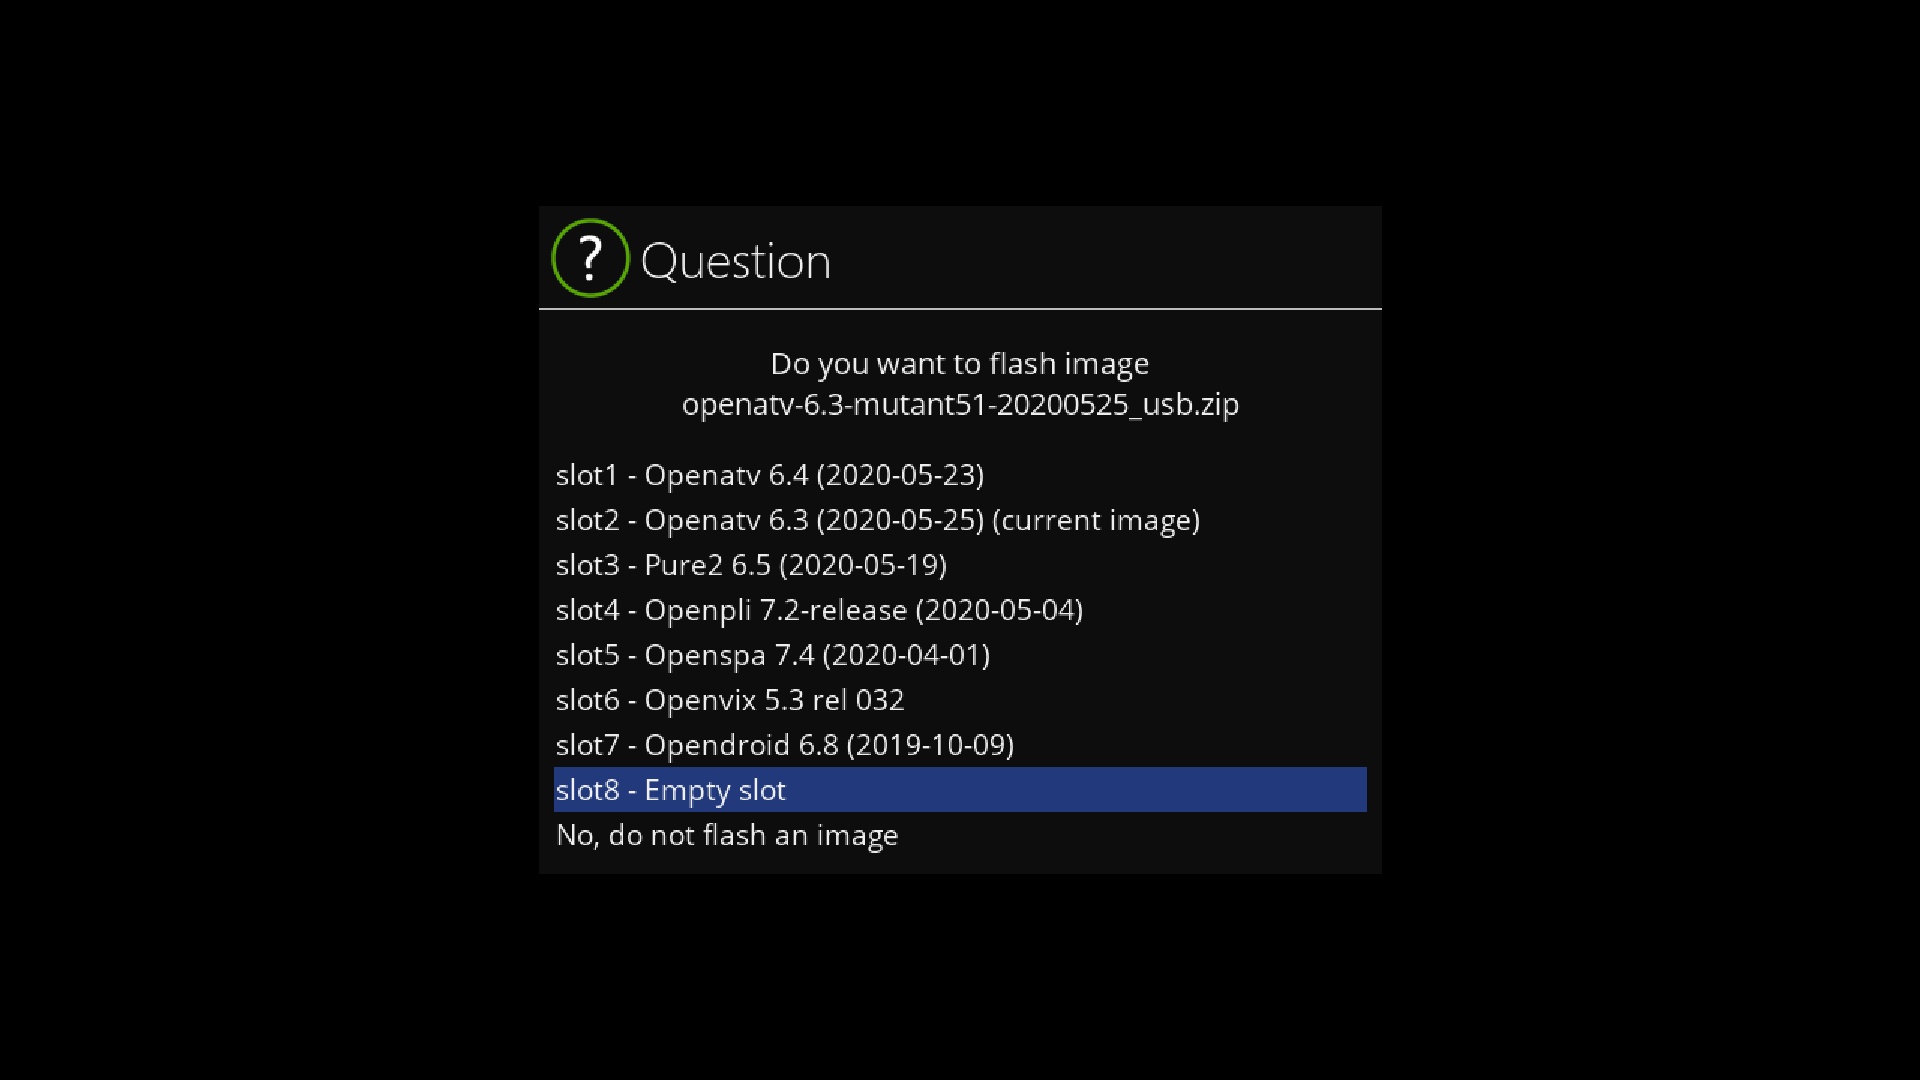 ?
Question
Do you want to flash image
openatv-6.3-mutant51-20200525_usb.zip
slot1 - Openatv 6.4 (2020-05-23)
slot2 - Openatv 6.3 (2020-05-25) (current image)
slot3 - Pure2 6.5 (2020-05-19)
slot4 - Openpli 7.2-release (2020-05-04)
slot5 - Openspa 7.4 (2020-04-01)
slot6 - Openvix 5.3 rel 032
slot7 - Opendroid 6.8 (2019-10-09)
slot8 - Empty slot
No, do not flash an image